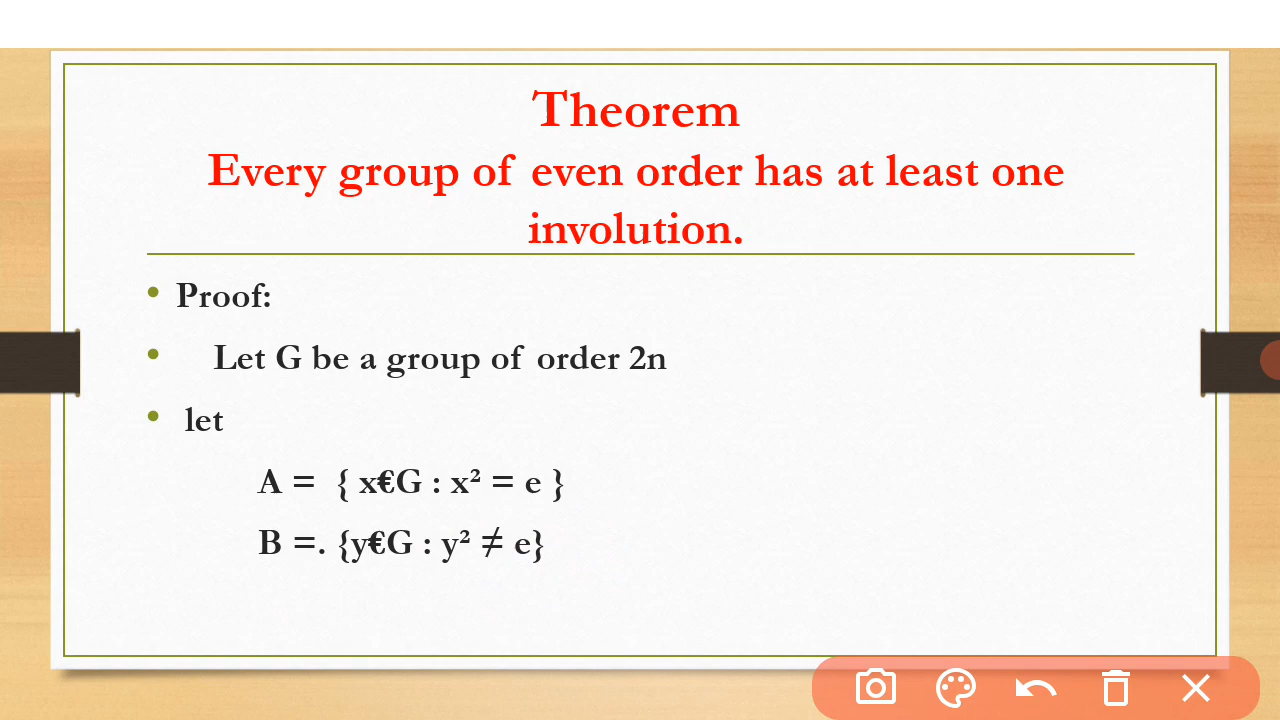 Theorem
Every group of even order has at least one
involution.
• Proof:
• Let G be a group of order 2n
• let
A = { x€G : x² = e }
B =. {y€G : y² ≠ e}